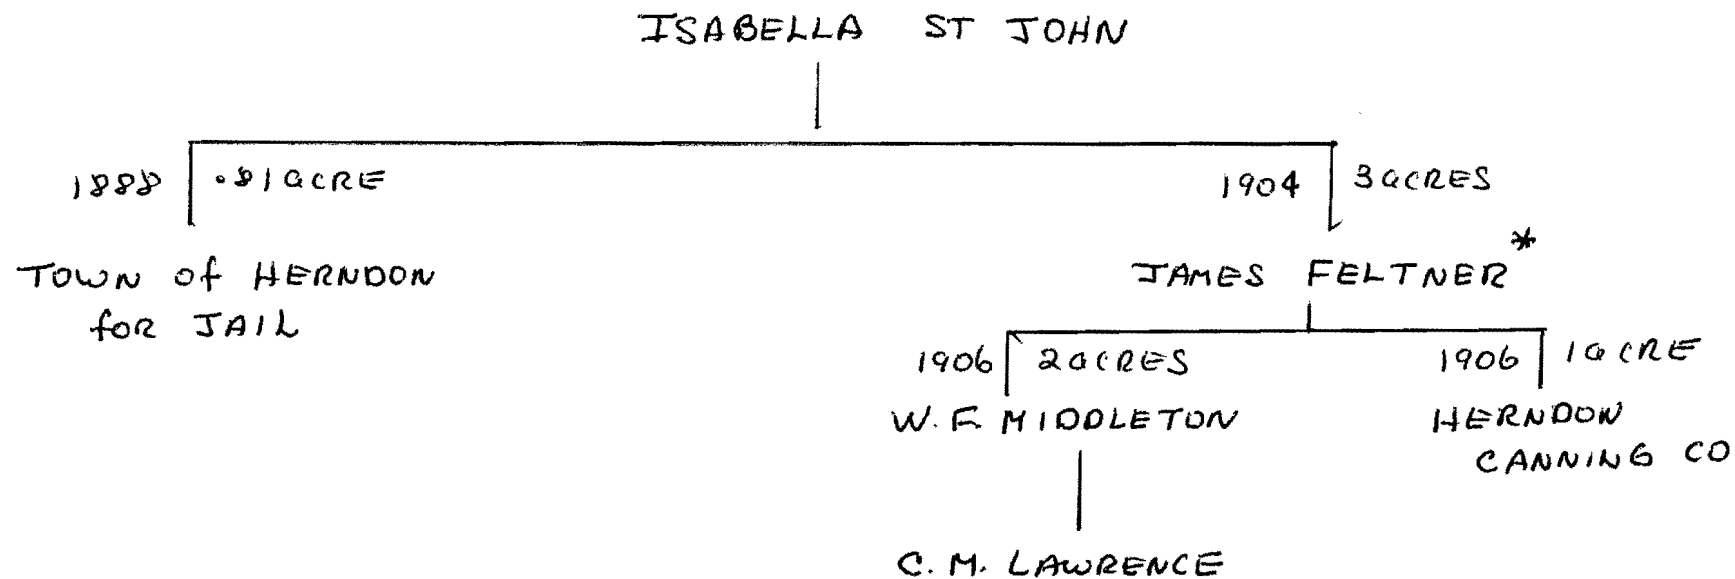 ISABELLA ST JOHN
1888 .81 aCRE 1904 3 aCRES
TOWN of HERNDON JAMES FELTNER*
for JAIL
1906 2 aCRES 1906 1 aCRE
W. F. MIDDLETON HERNDON
CANNING CO
C. M. LAWRENCE